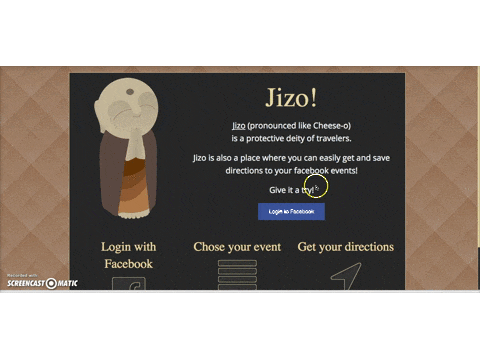 Jizo!
Jizo (pronounced like Cheese-o)
is a protective deity of travelers.
Jizo is also a place where you can easily get and save
directions to your facebook events!
Give it a try!
Login to Facebook
Login with
Facebook
Chose your event
Get your directions
Recorded with
SCREENCAST-O-MATIC